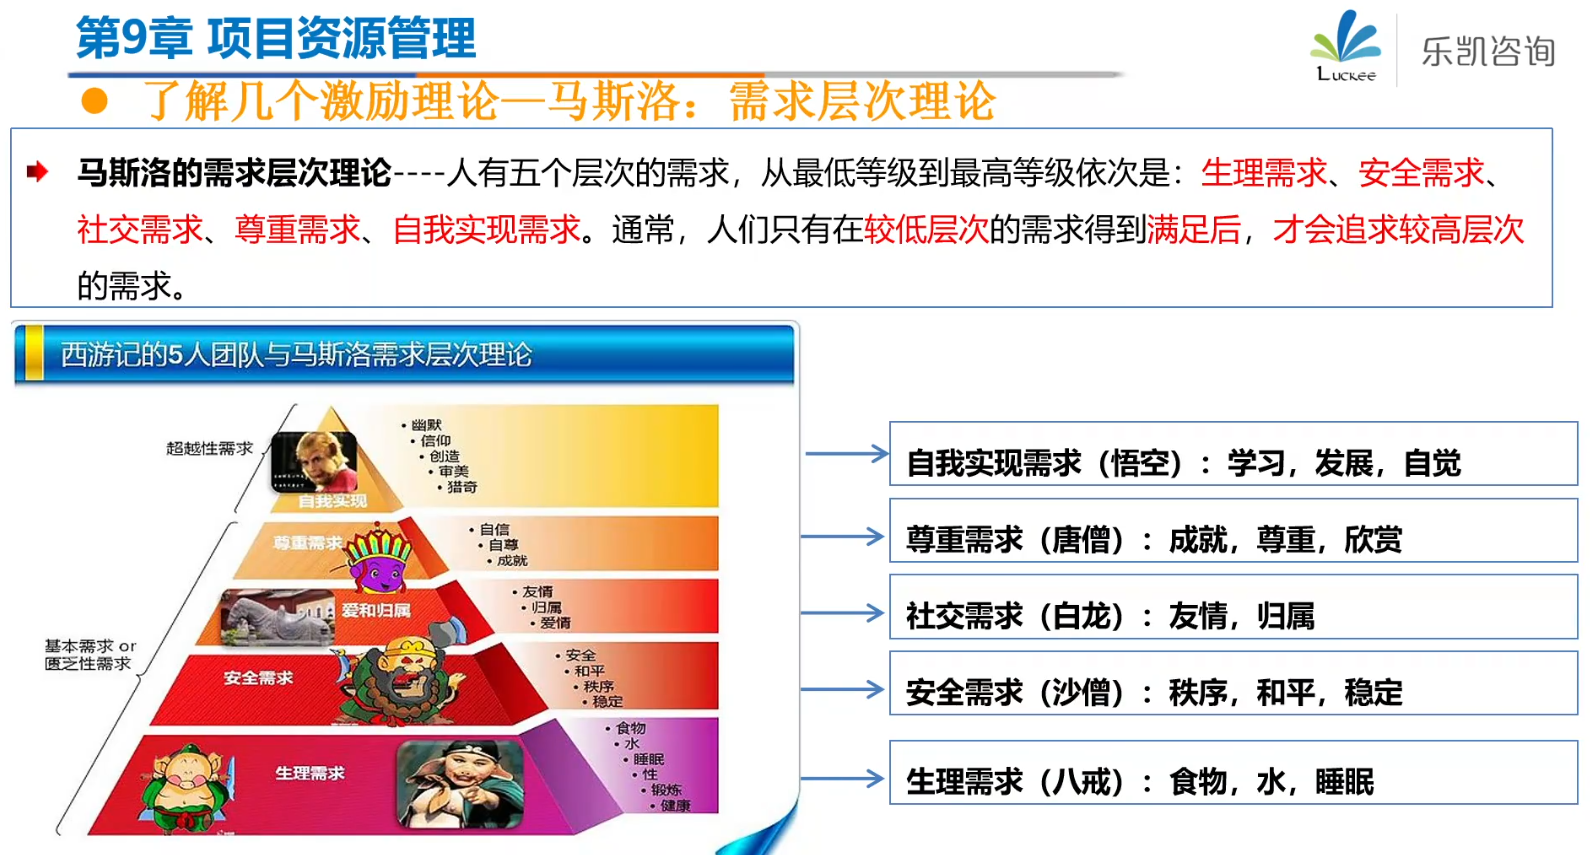 第9章 项目资源管理
Luckee
乐凯咨询
● 了解几个激励理论—马斯洛：需求层次理论
马斯洛的需求层次理论----人有五个层次的需求，从最低等级到最高等级依次是：生理需求、安全需求、
社交需求、尊重需求、自我实现需求。通常，人们只有在较低层次的需求得到满足后，才会追求较高层次
的需求。
西游记的5人团队与马斯洛需求层次理论
超越性需求
自我实现
• 幽默
• 信仰
• 创造
• 审美
• 猎奇
尊重需求
• 自信
• 自尊
• 成就
爱和归属
• 友情
• 归属
• 爱情
基本需求 or
匮乏性需求
安全需求
• 安全
• 和平
• 秩序
• 稳定
生理需求
• 食物
• 水
• 睡眠
• 性
• 锻炼
• 健康
自我实现需求（悟空）：学习，发展，自觉
尊重需求（唐僧）：成就，尊重，欣赏
社交需求（白龙）：友情，归属
安全需求（沙僧）：秩序，和平，稳定
生理需求（八戒）：食物，水，睡眠